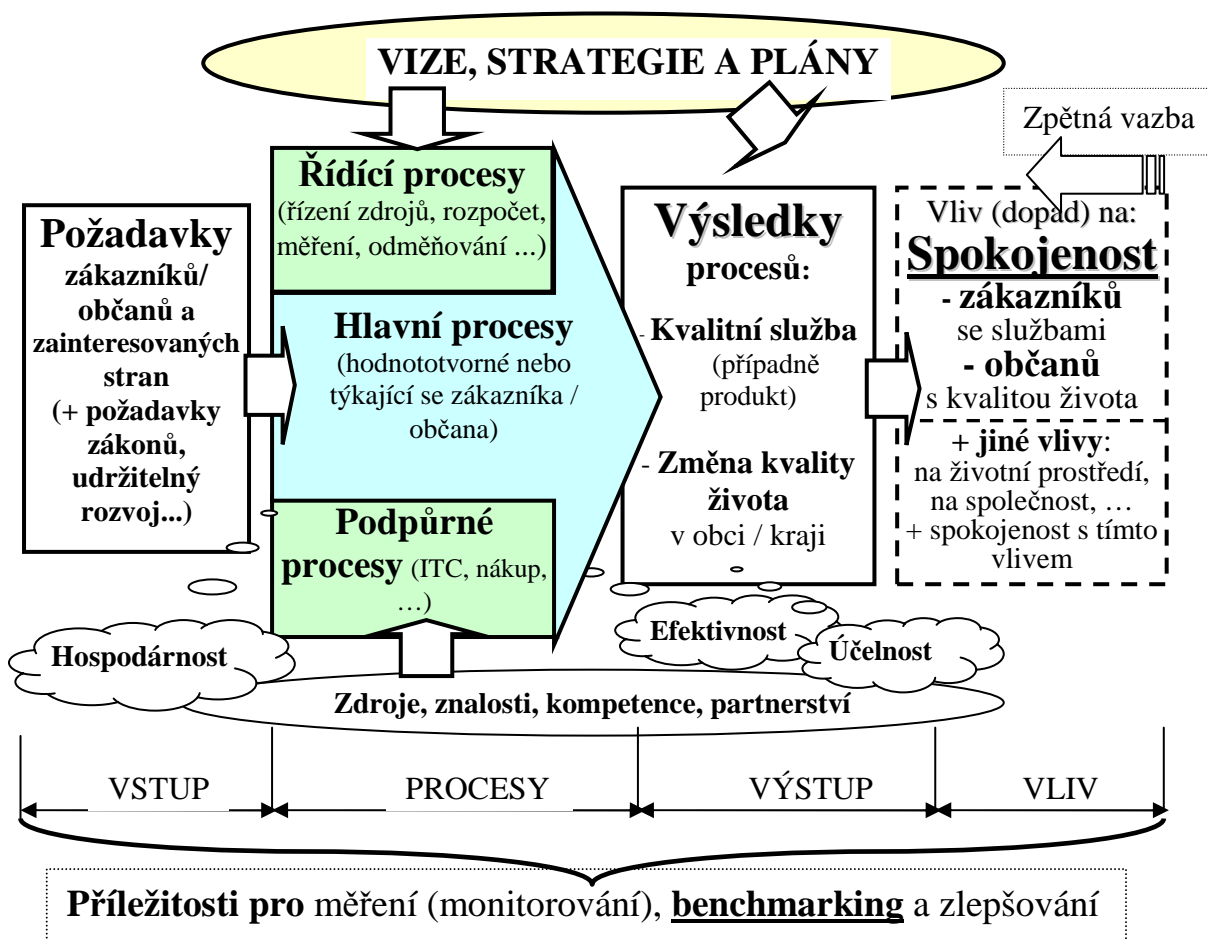 VIZE, STRATEGIE A PLÁNY
Zpětná vazba
Požadavky
zákazníků/
občanů a
zainteresovaných
stran
(+ požadavky
zákonů,
udržitelný
rozvoj...)
Řídící procesy
(řízení zdrojů, rozpočet,
měření, odměňování ...)
Hlavní procesy
(hodnototvorné nebo
týkající se zákazníka /
občana)
Podpůrné
procesy (ITC, nákup,
…)
Výsledky
procesů:
- Kvalitní služba
(případně
produkt)
- Změna kvality
života
v obci / kraji
Vliv (dopad) na:
Spokojenost
- zákazníků
se službami
- občanů
s kvalitou života
+ jiné vlivy:
na životní prostředí,
na společnost, …
+ spokojenost s tímto
vlivem
Hospodárnost
Efektivnost
Účelnost
Zdroje, znalosti, kompetence, partnerství
VSTUP
PROCESY
VÝSTUP
VLIV
Příležitosti pro měření (monitorování), benchmarking a zlepšování